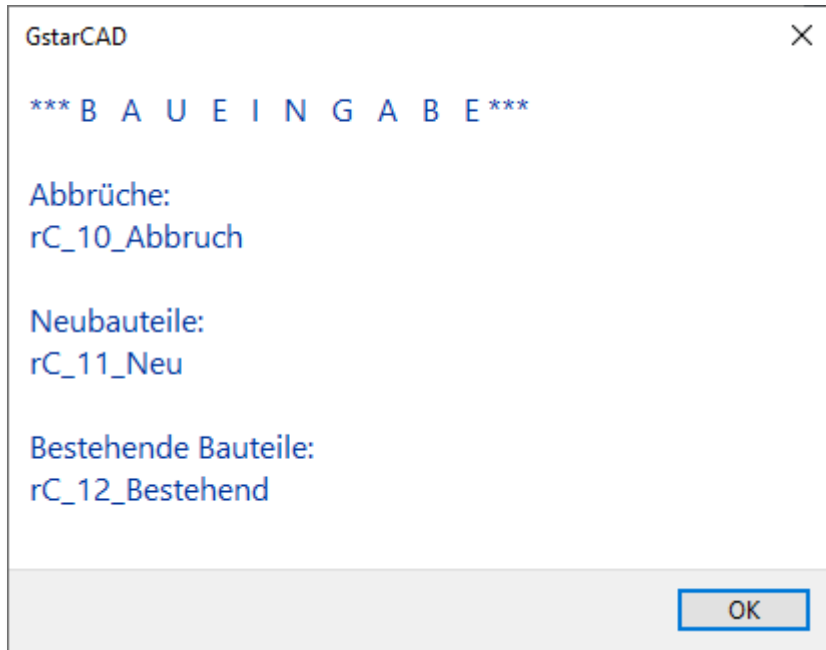 GstarCAD
*** B A U E I N G A B E ***
Abbrüche:
rC_10_Abbruch
Neubauteile:
rC_11_Neu
Bestehende Bauteile:
rC_12_Bestehend
OK